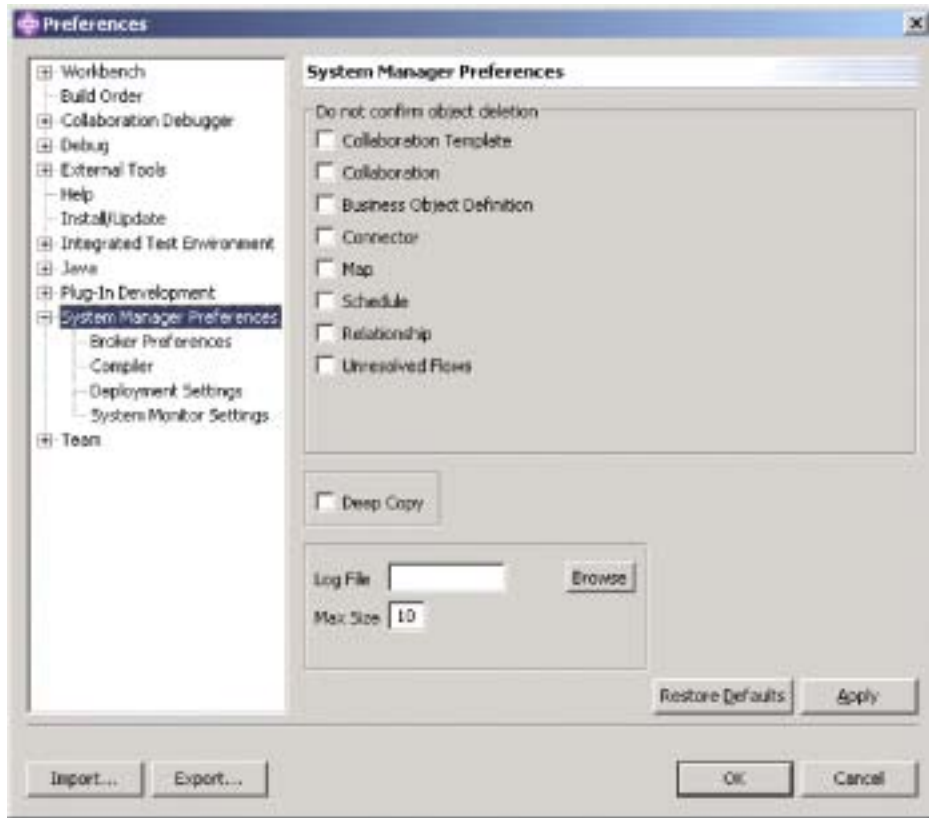 Preferences
Workbench
Build Order
Collaboration Debugger
Debug
External Tools
Help
Install/Update
Integrated Test Environment
Java
Plug-In Development
System Manager Preferences
Broker Preferences
Compiler
Deployment Settings
System Monitor Settings
Team
System Manager Preferences
Do not confirm object deletion
Collaboration Template
Collaboration
Business Object Definition
Connector
Map
Schedule
Relationship
Unresolved Flows
Deep Copy
Log File
Browse
Max Size 10
Restore Defaults
Apply
Import...
Export...
OK
Cancel